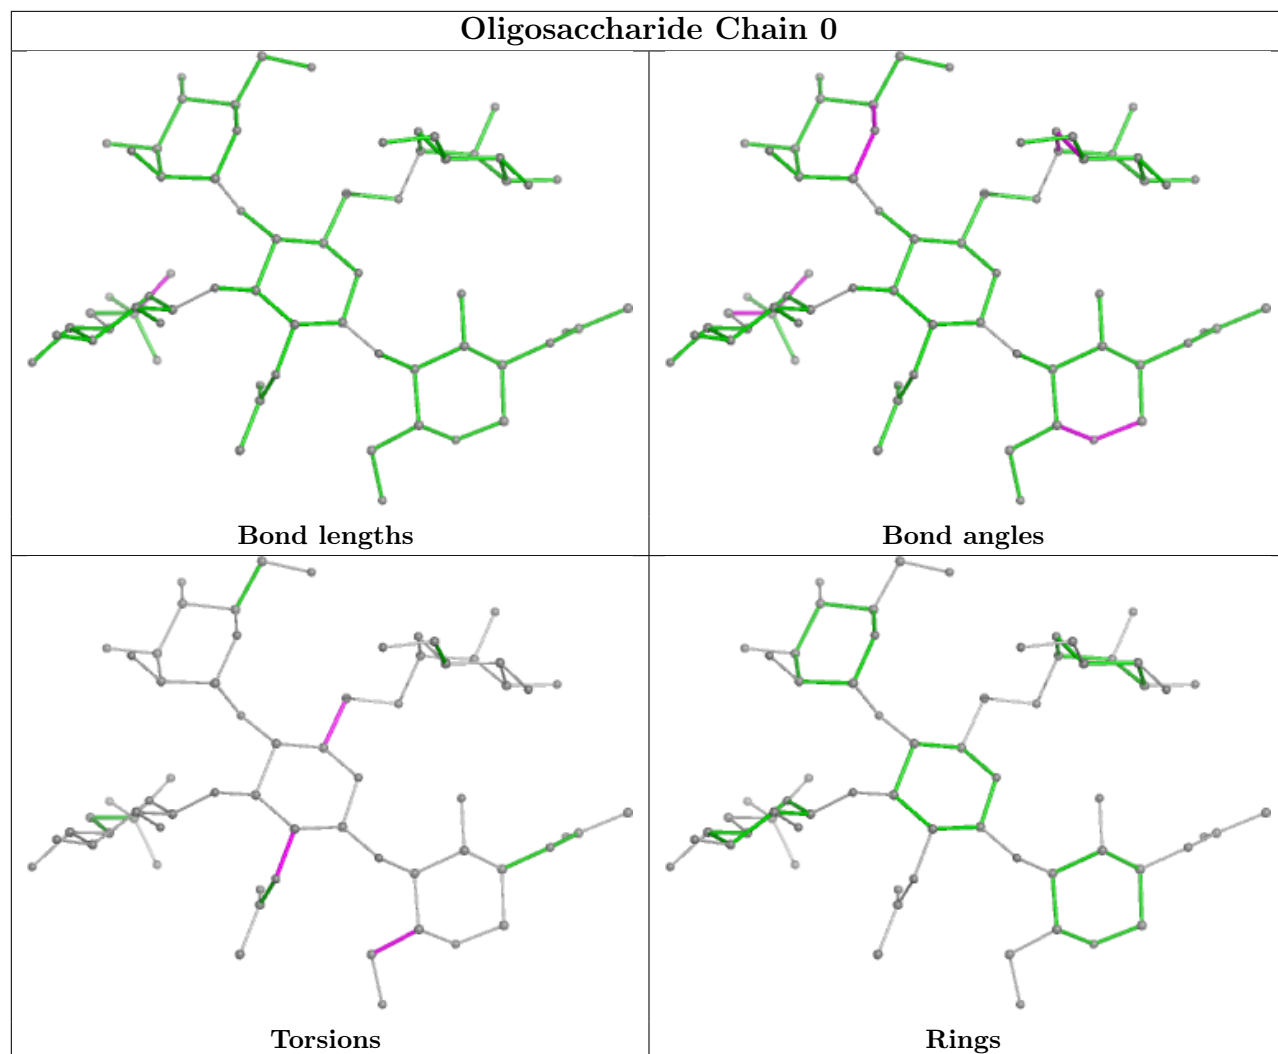 Oligosaccharide Chain 0
Bond lengths
Bond angles
Torsions
Rings